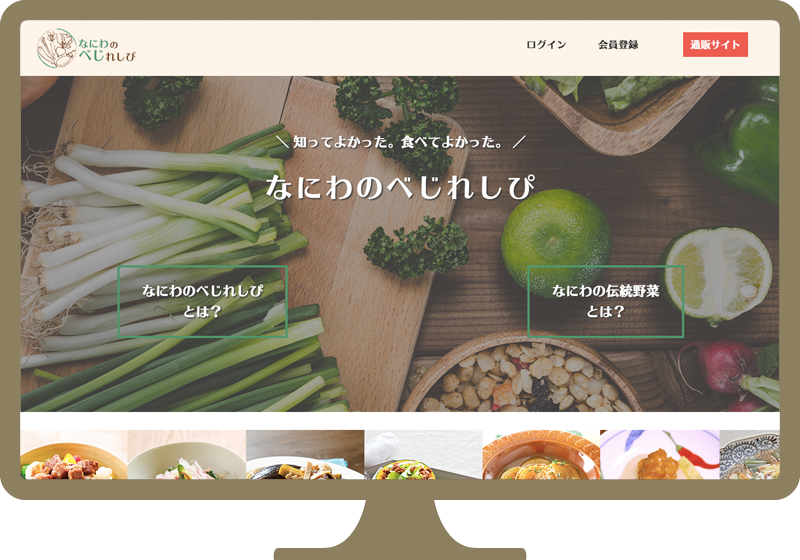 なにわの
べじれしぴ
ログイン
会員登録
通販サイト
＼ 知ってよかった。食べてよかった。 ／
なにわのべじれしぴ
なにわのべじれしぴ
とは？
なにわの伝統野菜
とは？